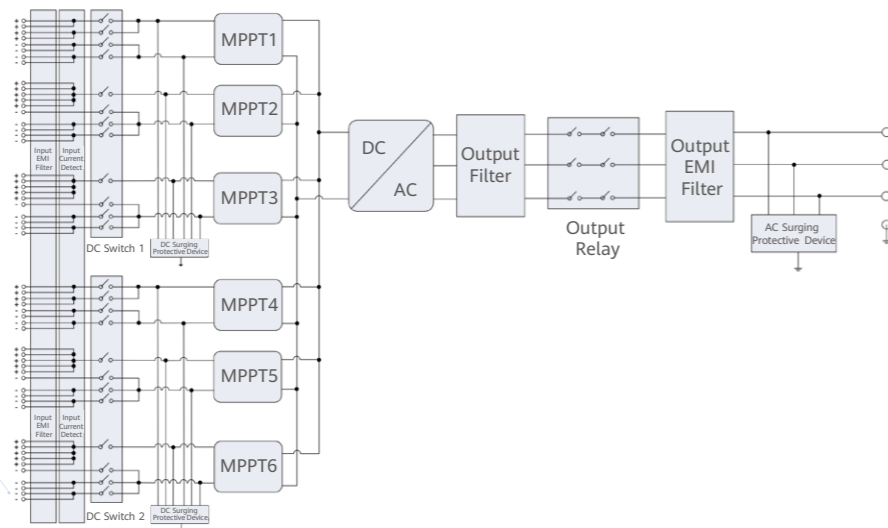 MPPT1
MPPT2
MPPT3
Input
EMI
Filter
Input
Current
Detect
DC Switch 1
DC Surging
Protective Device
MPPT4
MPPT5
MPPT6
Input
EMI
Filter
Input
Current
Detect
DC Switch 2
DC Surging
Protective Device
DC
AC
Output
Filter
Output
Relay
Output
EMI
Filter
AC Surging
Protective Device